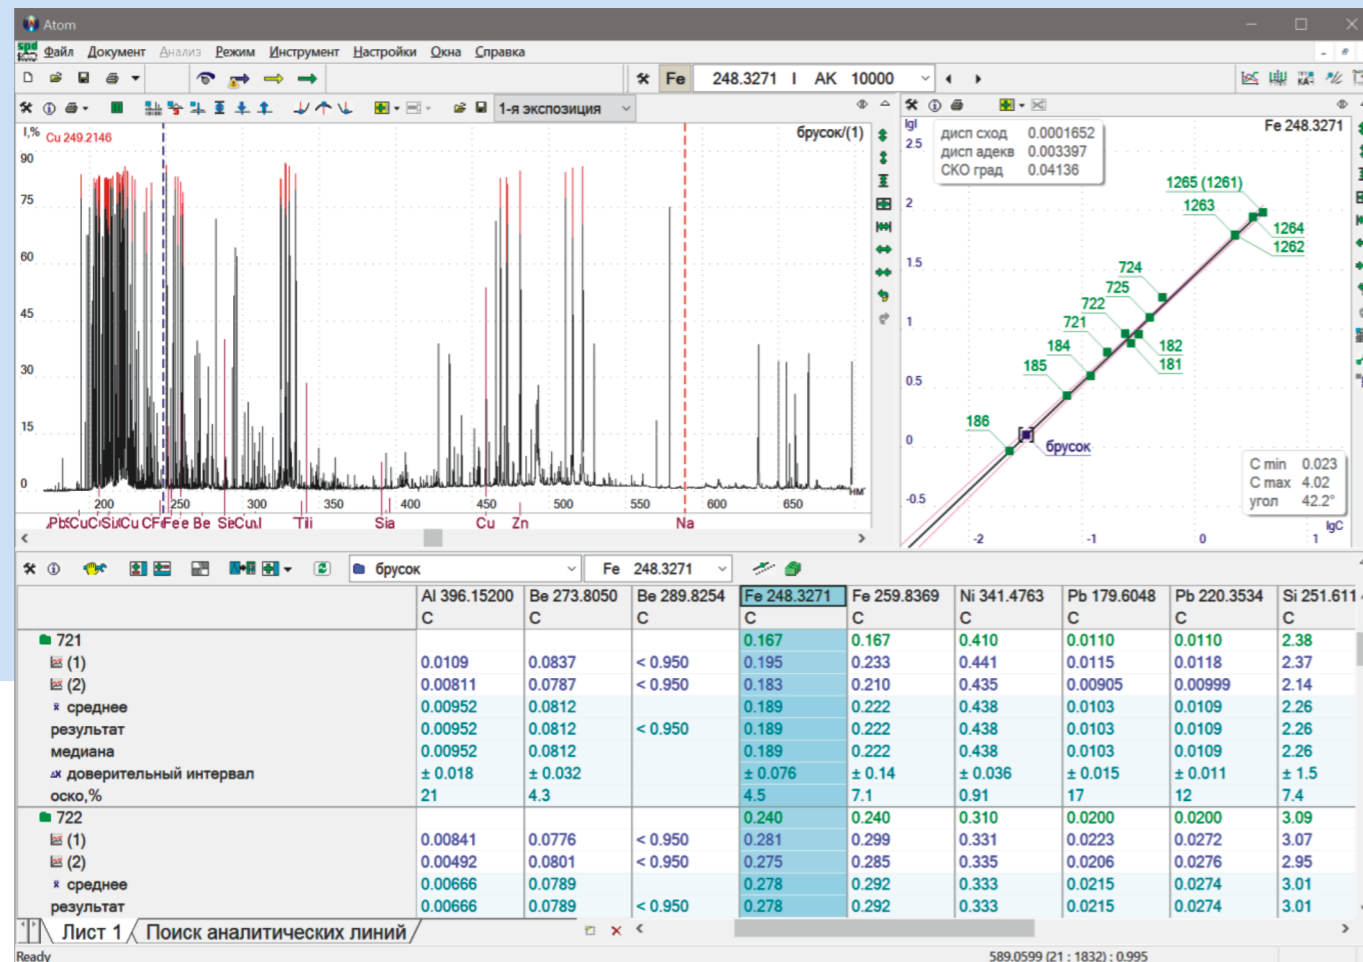 Atom
Файл Документ Анализ Режим Инструмент Настройки Окна Справка
Fe 248.3271 I АК 10000
1-я экспозиция
I,% Cu 249.2146 брусок/(1)
90
75
60
45
30
15
0
200 250 300 350 400 450 500 550 600 650 нм
Be Cu Zn Na
lgI Fe 248.3271
дисп сход 0.0001652
дисп адекв 0.003397
СКО град 0.04136
2.5
2
1.5
1
0.5
0
-0.5
1265 (1261)
1263
1264
1262
724
725
722
721
182
184
181
185
186
брусок
C min 0.023
C max 4.02
угол 42.2°
lgC
-2 -1 0 1
брусок Fe 248.3271
Al 396.15200 Be 273.8050 Be 289.8254 Fe 248.3271 Fe 259.8369 Ni 341.4763 Pb 179.6048 Pb 220.3534 Si 251.611
C C C C C C C C C
721 0.167 0.167 0.410 0.0110 0.0110 2.38
(1) 0.0109 0.0837 < 0.950 0.195 0.233 0.441 0.0115 0.0118 2.37
(2) 0.00811 0.0787 < 0.950 0.183 0.210 0.435 0.00905 0.00999 2.14
среднее 0.00952 0.0812 0.189 0.222 0.438 0.0103 0.0109 2.26
результат 0.00952 0.0812 < 0.950 0.189 0.222 0.438 0.0103 0.0109 2.26
медиана 0.00952 0.0812 0.189 0.222 0.438 0.0103 0.0109 2.26
доверительный интервал ± 0.018 ± 0.032 ± 0.076 ± 0.14 ± 0.036 ± 0.015 ± 0.011 ± 1.5
оско,% 21 4.3 4.5 7.1 0.91 17 12 7.4
722 0.240 0.240 0.310 0.0200 0.0200 3.09
(1) 0.00841 0.0776 < 0.950 0.281 0.299 0.331 0.0223 0.0272 3.07
(2) 0.00492 0.0801 < 0.950 0.275 0.285 0.335 0.0206 0.0276 2.95
среднее 0.00666 0.0789 0.278 0.292 0.333 0.0215 0.0274 3.01
результат 0.00666 0.0789 < 0.950 0.278 0.292 0.333 0.0215 0.0274 3.01
Лист 1 Поиск аналитических линий
Ready 589.0599 (21 : 1832) : 0.995